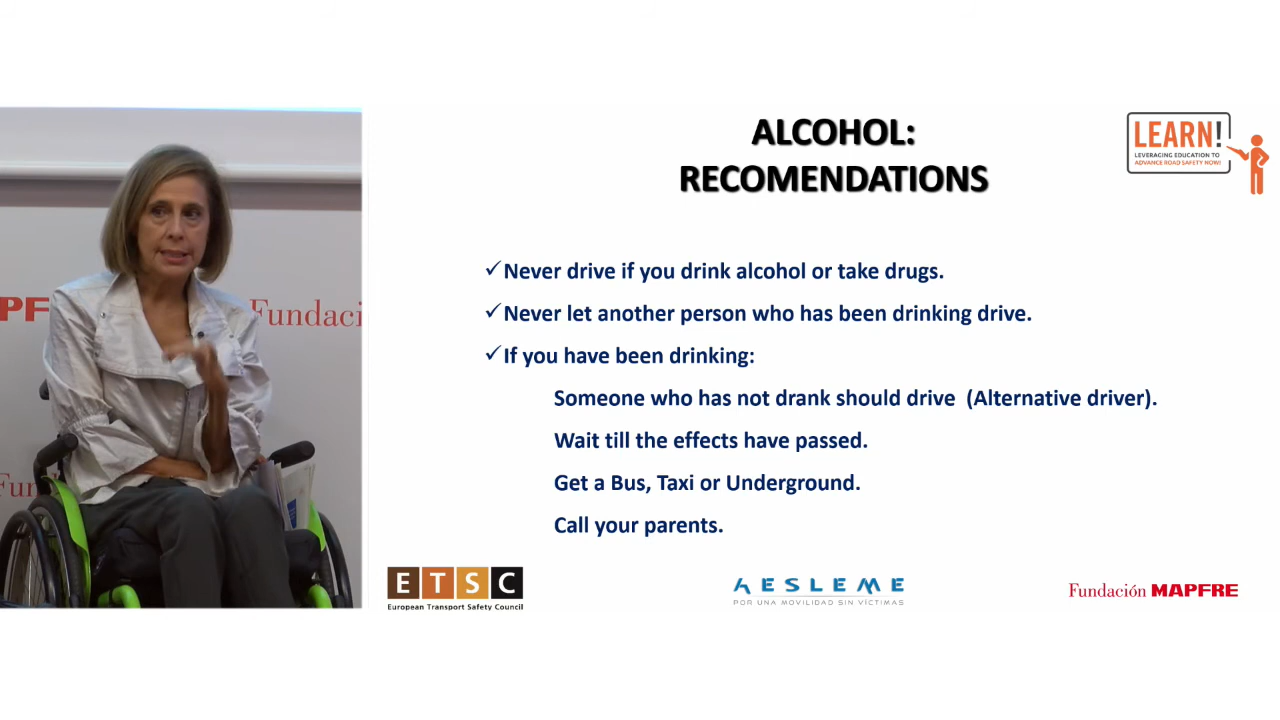 ALCOHOL:
RECOMENDATIONS
LEARN!
LEVERAGING EDUCATION TO
ADVANCE ROAD SAFETY NOW!
✓Never drive if you drink alcohol or take drugs.
✓Never let another person who has been drinking drive.
✓If you have been drinking:
Someone who has not drank should drive (Alternative driver).
Wait till the effects have passed.
Get a Bus, Taxi or Underground.
Call your parents.
PF
Fundaci
Fun
ETSC
European Transport Safety Council
AESLEME
POR UNA MOVILIDAD SIN VÍCTIMAS
Fundación MAPFRE